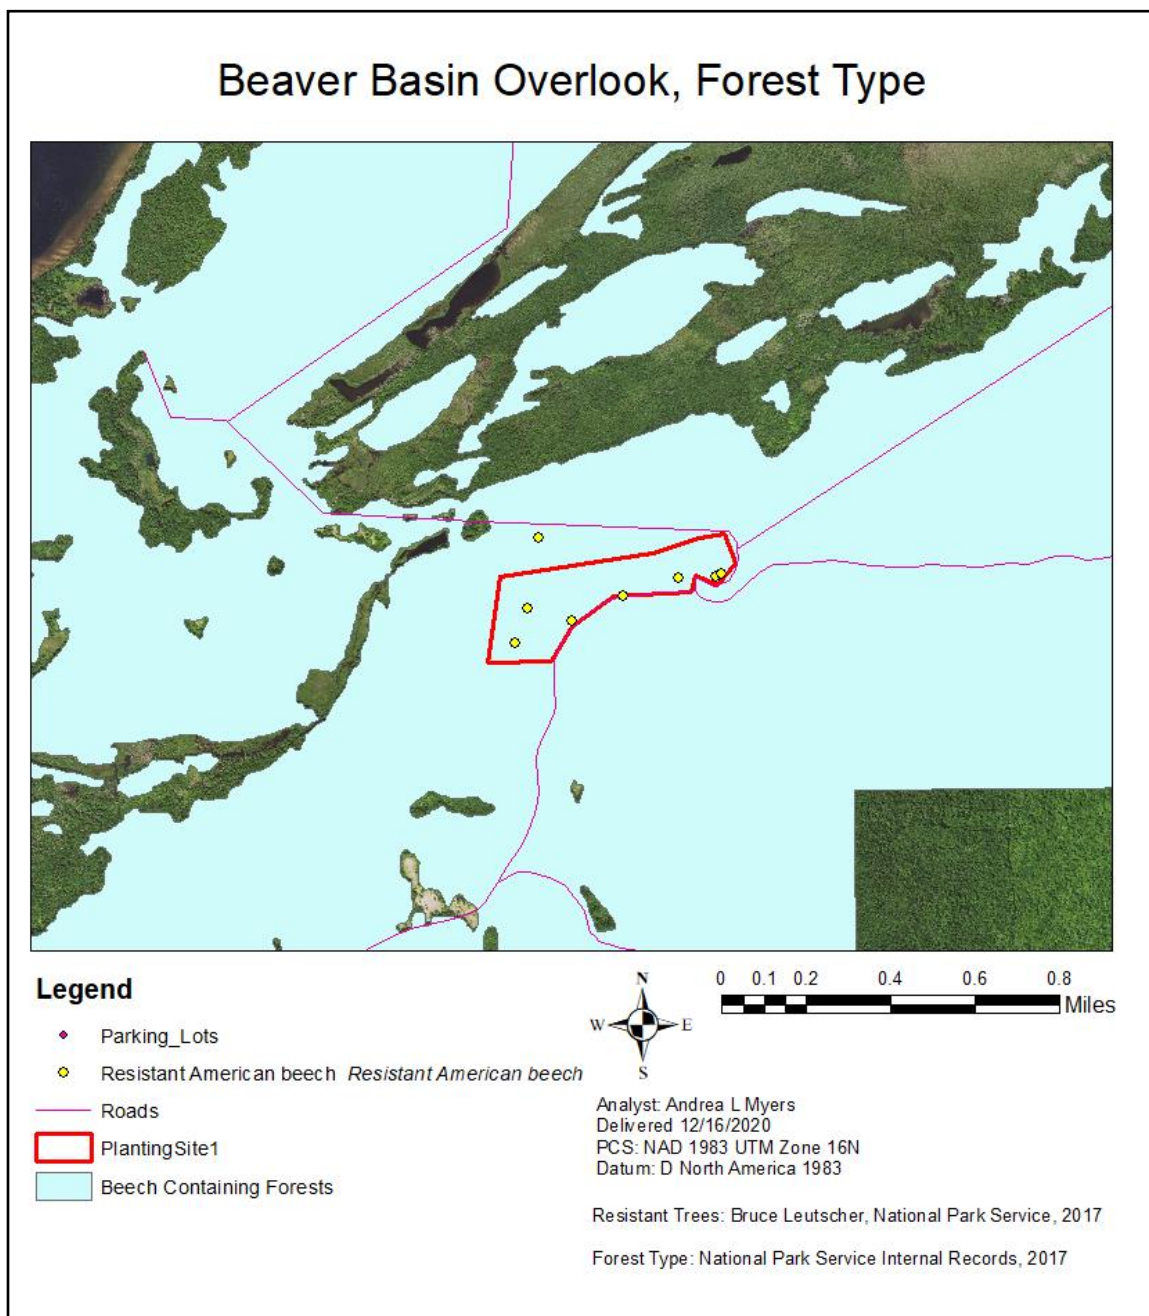 Beaver Basin Overlook, Forest Type
Legend
Parking_Lots
Resistant American beech Resistant American beech
Roads
PlantingSite1
Beech Containing Forests
N
W E
S
0 0.1 0.2 0.4 0.6 0.8
Miles
Analyst: Andrea L Myers
Delivered 12/16/2020
PCS: NAD 1983 UTM Zone 16N
Datum: D North America 1983
Resistant Trees: Bruce Leutscher, National Park Service, 2017
Forest Type: National Park Service Internal Records, 2017